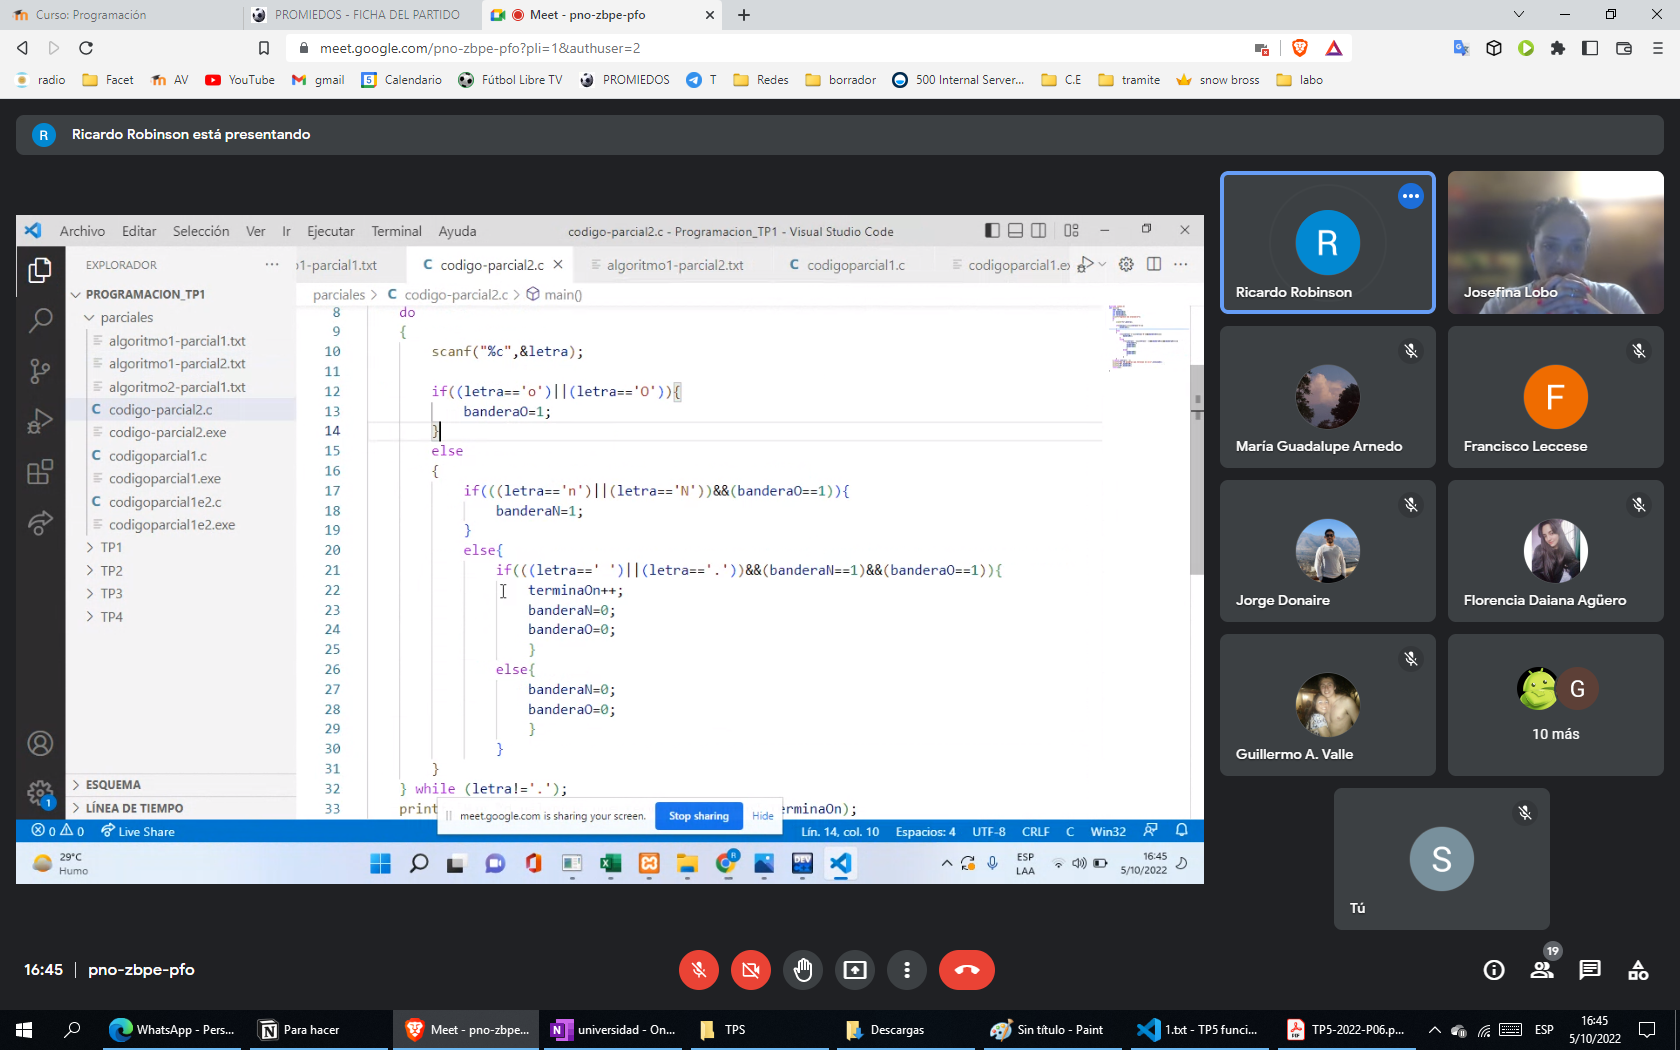 Curso: Programación
PROMIEDOS - FICHA DEL PARTIDO
Meet - pno-zbpe-pfo
meet.google.com/pno-zbpe-pfo?pli=1&authuser=2
radio Facet AV YouTube gmail 5 Calendario Fútbol Libre TV PROMIEDOS T Redes borrador 500 Internal Server... C.E tramite snow bross labo
R Ricardo Robinson está presentando
Archivo Editar Selección Ver Ir Ejecutar Terminal Ayuda codigo-parcial2.c - Programacion_TP1 - Visual Studio Code
EXPLORADOR
o1-parcial1.txt C codigo-parcial2.c algoritmo1-parcial2.txt C codigoparcial1.c codigoparcial1.ex
PROGRAMACION_TP1
parciales
algoritmo1-parcial1.txt
algoritmo1-parcial2.txt
algoritmo2-parcial1.txt
C codigo-parcial2.c
codigo-parcial2.exe
C codigoparcial1.c
codigoparcial1.exe
C codigoparcial1e2.c
codigoparcial1e2.exe
TP1
TP2
TP3
TP4
ESQUEMA
LÍNEA DE TIEMPO
parciales > C codigo-parcial2.c > main()
8 do
9 {
10 scanf("%c",&letra);
11
12 if((letra=='o')||(letra=='O')){
13 banderaO=1;
14 }
15 else
16 {
17 if(((letra=='n')||(letra=='N'))&&(banderaO==1)){
18 banderaN=1;
19 }
20 else{
21 if(((letra==' ')||(letra=='.'))&&(banderaN==1)&&(banderaO==1)){
22 terminaOn++;
23 banderaN=0;
24 banderaO=0;
25 }
26 else{
27 banderaN=0;
28 banderaO=0;
29 }
30 }
31 }
32 } while (letra!='.');
33 print erminaOn);
meet.google.com is sharing your screen. Stop sharing Hide
0 0 Live Share Lín. 14, col. 10 Espacios: 4 UTF-8 CRLF C Win32
1
29°C
Humo
R
DEV
ESP
LAA
16:45
5/10/2022
R
Ricardo Robinson
Josefina Lobo
María Guadalupe Arnedo
F
Francisco Leccese
Jorge Donaire
Florencia Daiana Agüero
Guillermo A. Valle
G
10 más
S
Tú
16:45 | pno-zbpe-pfo
19
WhatsApp - Pers... Para hacer Meet - pno-zbpe... universidad - On... TPS Descargas Sin título - Paint 1.txt - TP5 funci... TP5-2022-P06.p... ESP
16:45
5/10/2022